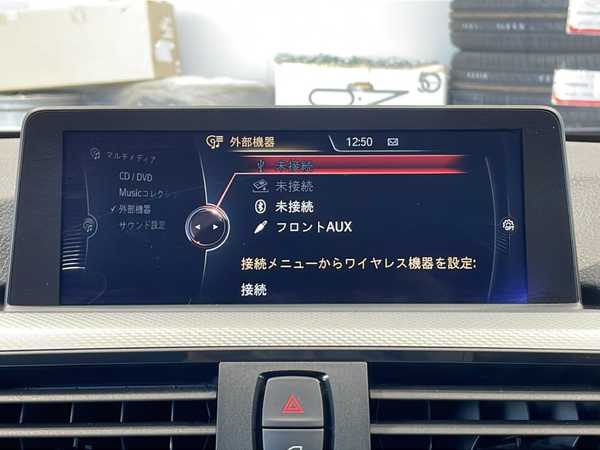 外部機器
12:50
マルチメディア
CD / DVD
Musicコレクシ
✓ 外部機器
サウンド設定
未接続
未接続
未接続
フロントAUX
接続メニューからワイヤレス機器を設定:
接続